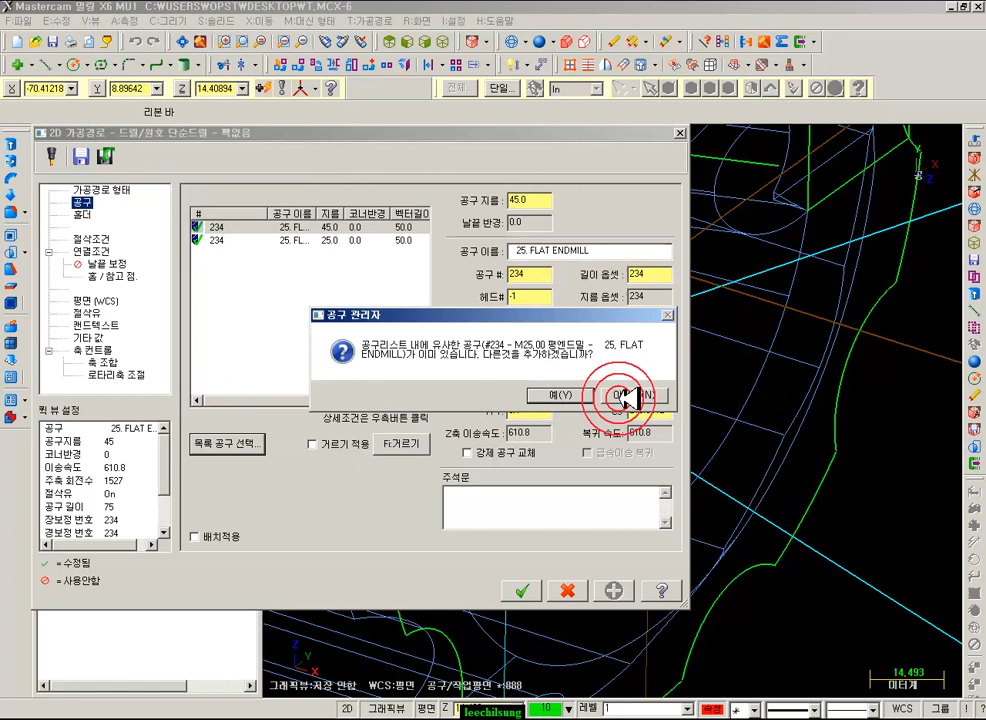 Mastercam 밀링 X6 MU1 C:₩USERS₩OPST₩DESKTOP₩T,MCX-6
F:파일 E:수정 V:뷰 A:측정 C:그리기 S:솔리드 X:이동 M:머신 형태 T:가공경로 R:화면 I:설정 H:도움말
X -70.41218 Y 8.89642 Z 14.40894 전체... 단일... In
리본 바
2D 가공경로 - 드릴/원호 단순드릴 - 팩없음
가공경로 형태
공구
홀더
절삭조건
연결조건
날끝 보정
홈 / 참고 점.
평면 (WCS)
절삭유
캔드텍스트
기타 값
축 컨트롤
축 조합
로타리축 조절
# 공구 이름 지름 코너반경 벡터길이
234 25. FL... 45.0 0.0 50.0
234 25. FL... 25.0 0.0 50.0
공구 지름: 45.0
날끝 반경: 0.0
공구 이름: 25. FLAT ENDMILL
공구 #: 234 길이 옵셋: 234
헤드# -1 지름 옵셋: 234
공구 관리자
공구리스트 내에 유사한 공구(#234 - M25.00 평엔드밀 - 25. FLAT
ENDMILL)가 이미 있습니다. 다른것을 추가하겠습니까?
예(Y)
상세조건은 우측버튼 클릭
목록 공구 선택... 거르기 적용 F:거르기
Z축 이송속도: 610.8 복귀 속도: 610.8
강제 공구 교체 급속이송 복귀
주석문
배치적용
퀵 뷰 설정
공구 25. FLAT E...
공구지름 45
코너반경 0
이송속도 610.8
주축 회전수 1527
절삭유 On
공구 길이 75
장보정 번호 234
경보정 번호 234
= 수정됨
= 사용안함
Z
Y
X
Y
X
Z
그래픽뷰:저장 안함 WCS:평면 공구/작업평면 *:888
14.493
미터계
2D 그래픽뷰 평면 Z 10 레벨 1 속성 WCS 그룹 ! ?
leechilsung